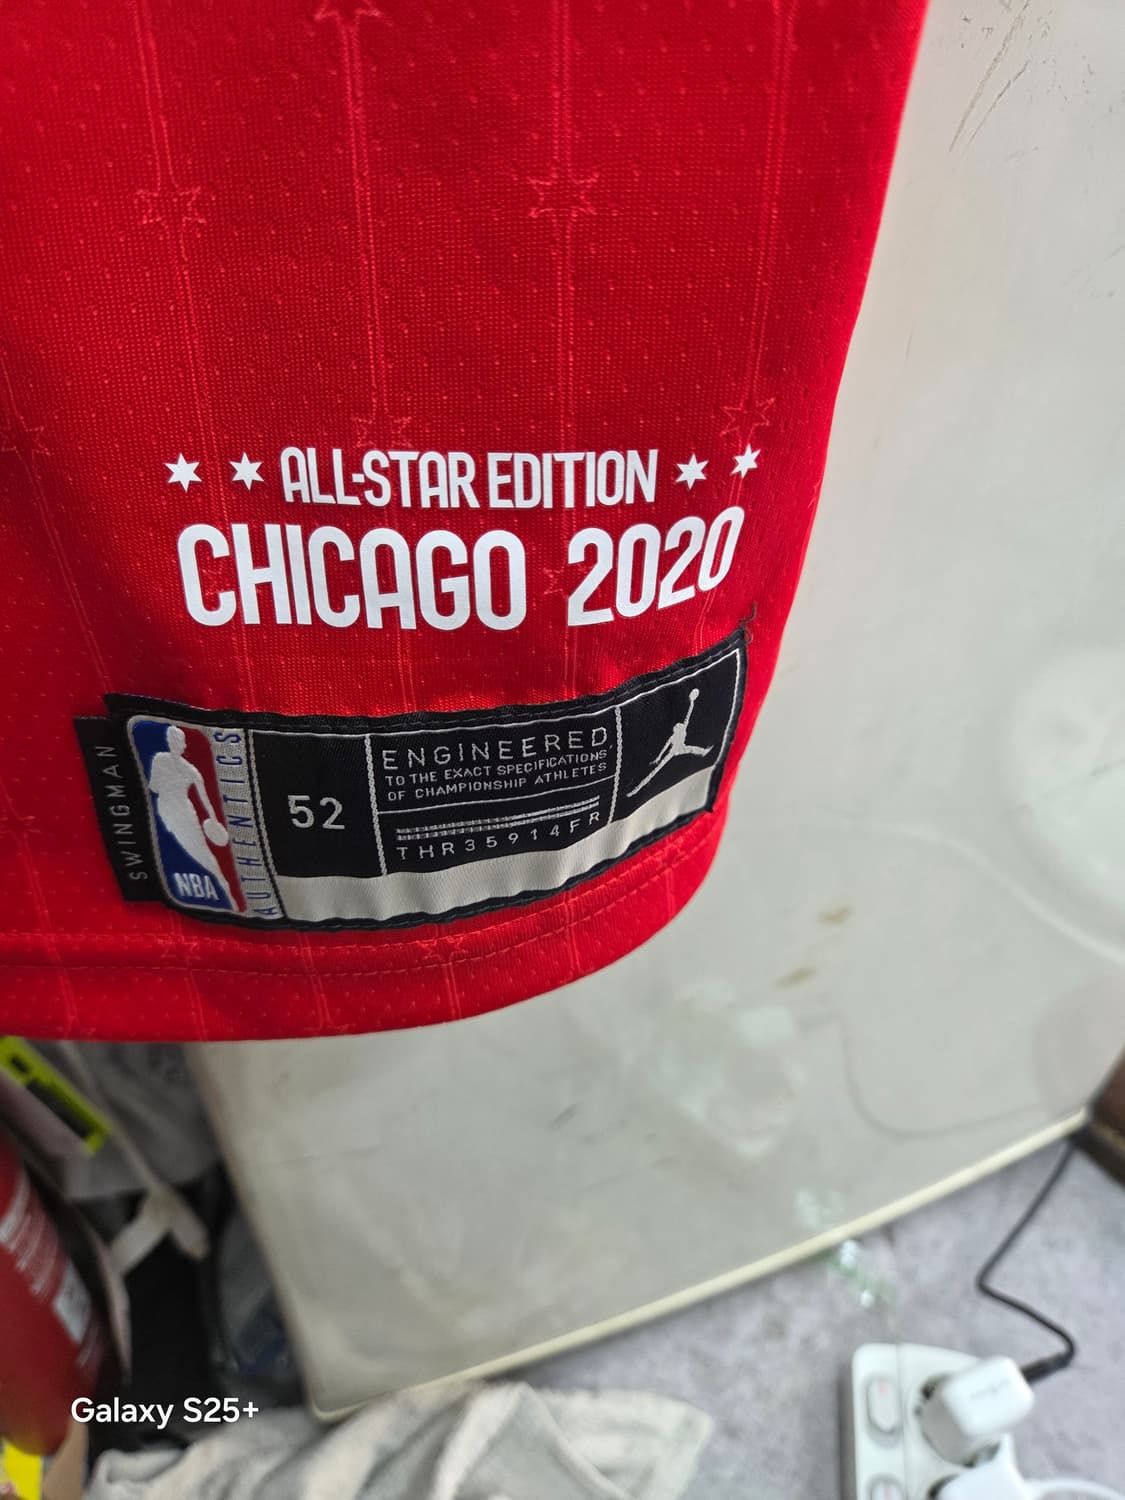 ALL-STAR EDITION
CHICAGO 2020
SWINGMAN
NBA
AUTHENTICS
52
ENGINEERED
TO THE EXACT SPECIFICATIONS
OF CHAMPIONSHIP ATHLETES
THR35914FR
Galaxy S25+